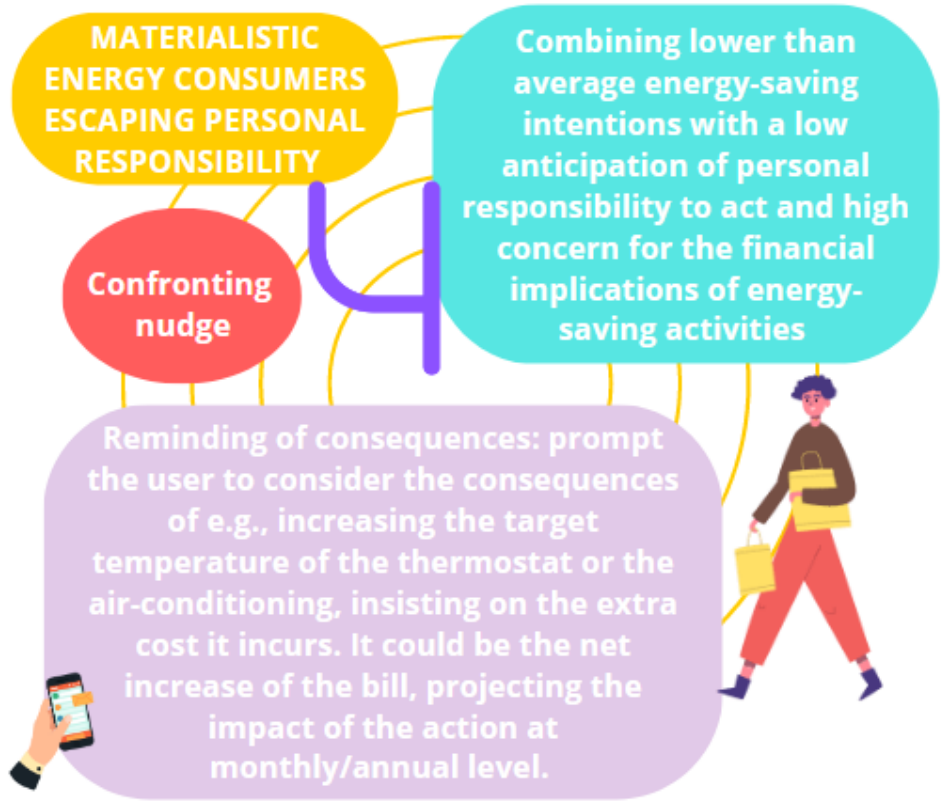 MATERIALISTIC
ENERGY CONSUMERS
ESCAPING PERSONAL
RESPONSIBILITY
Combining lower than
average energy-saving
intentions with a low
anticipation of personal
responsibility to act and high
concern for the financial
implications of energy-
saving activities
4
Confronting
nudge
Reminding of consequences: prompt
the user to consider the consequences
of e.g., increasing the target
temperature of the thermostat or the
air-conditioning, insisting on the extra
cost it incurs. It could be the net
increase of the bill, projecting the
impact of the action at
monthly/annual level.